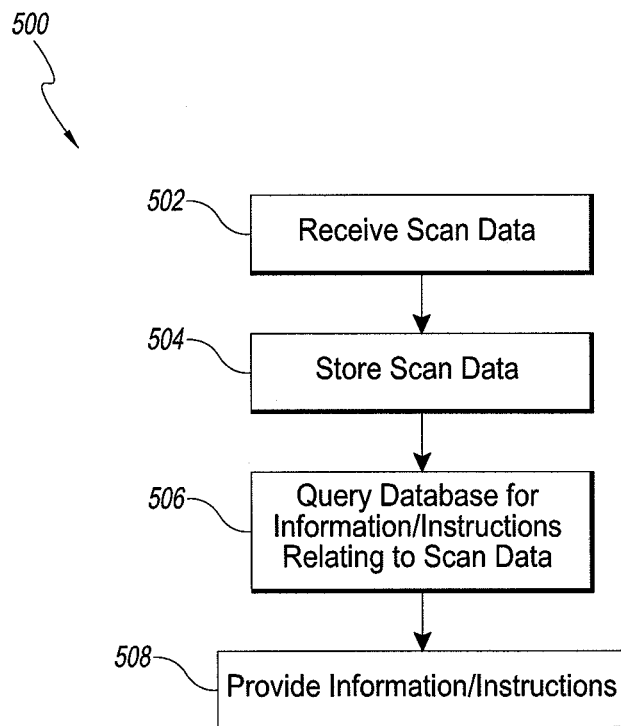 500
502
Receive Scan Data
504
Store Scan Data
506
Query Database for
Information/Instructions
Relating to Scan Data
508
Provide Information/Instructions